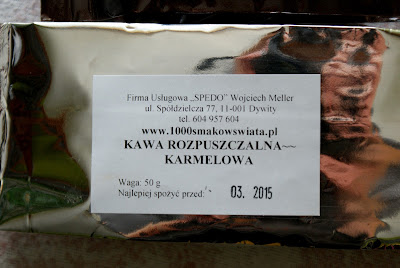 Firma Usługowa „SPEDO” Wojciech Meller
ul. Spółdzielcza 77, 11-001 Dywity
tel. 604 957 604
www.1000smakowswiata.pl
KAWA ROZPUSZCZALNA~~
KARMELOWA
Waga: 50 g
Najlepiej spożyć przed: 03. 2015